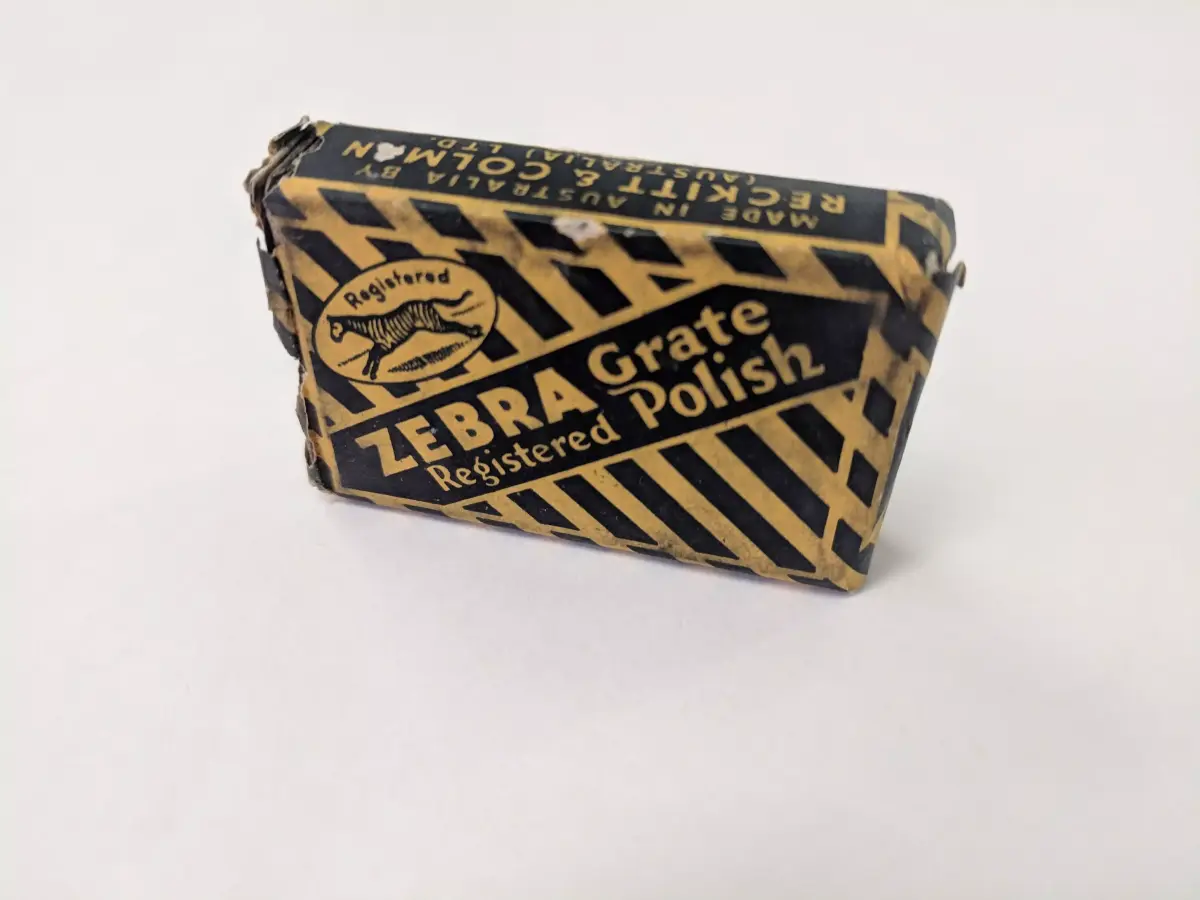 MADE IN AUSTRALIA BY
RECKITT & COLMAN
(AUSTRALIA) LTD.
Registered
ZEBRA Grate Polish
Registered